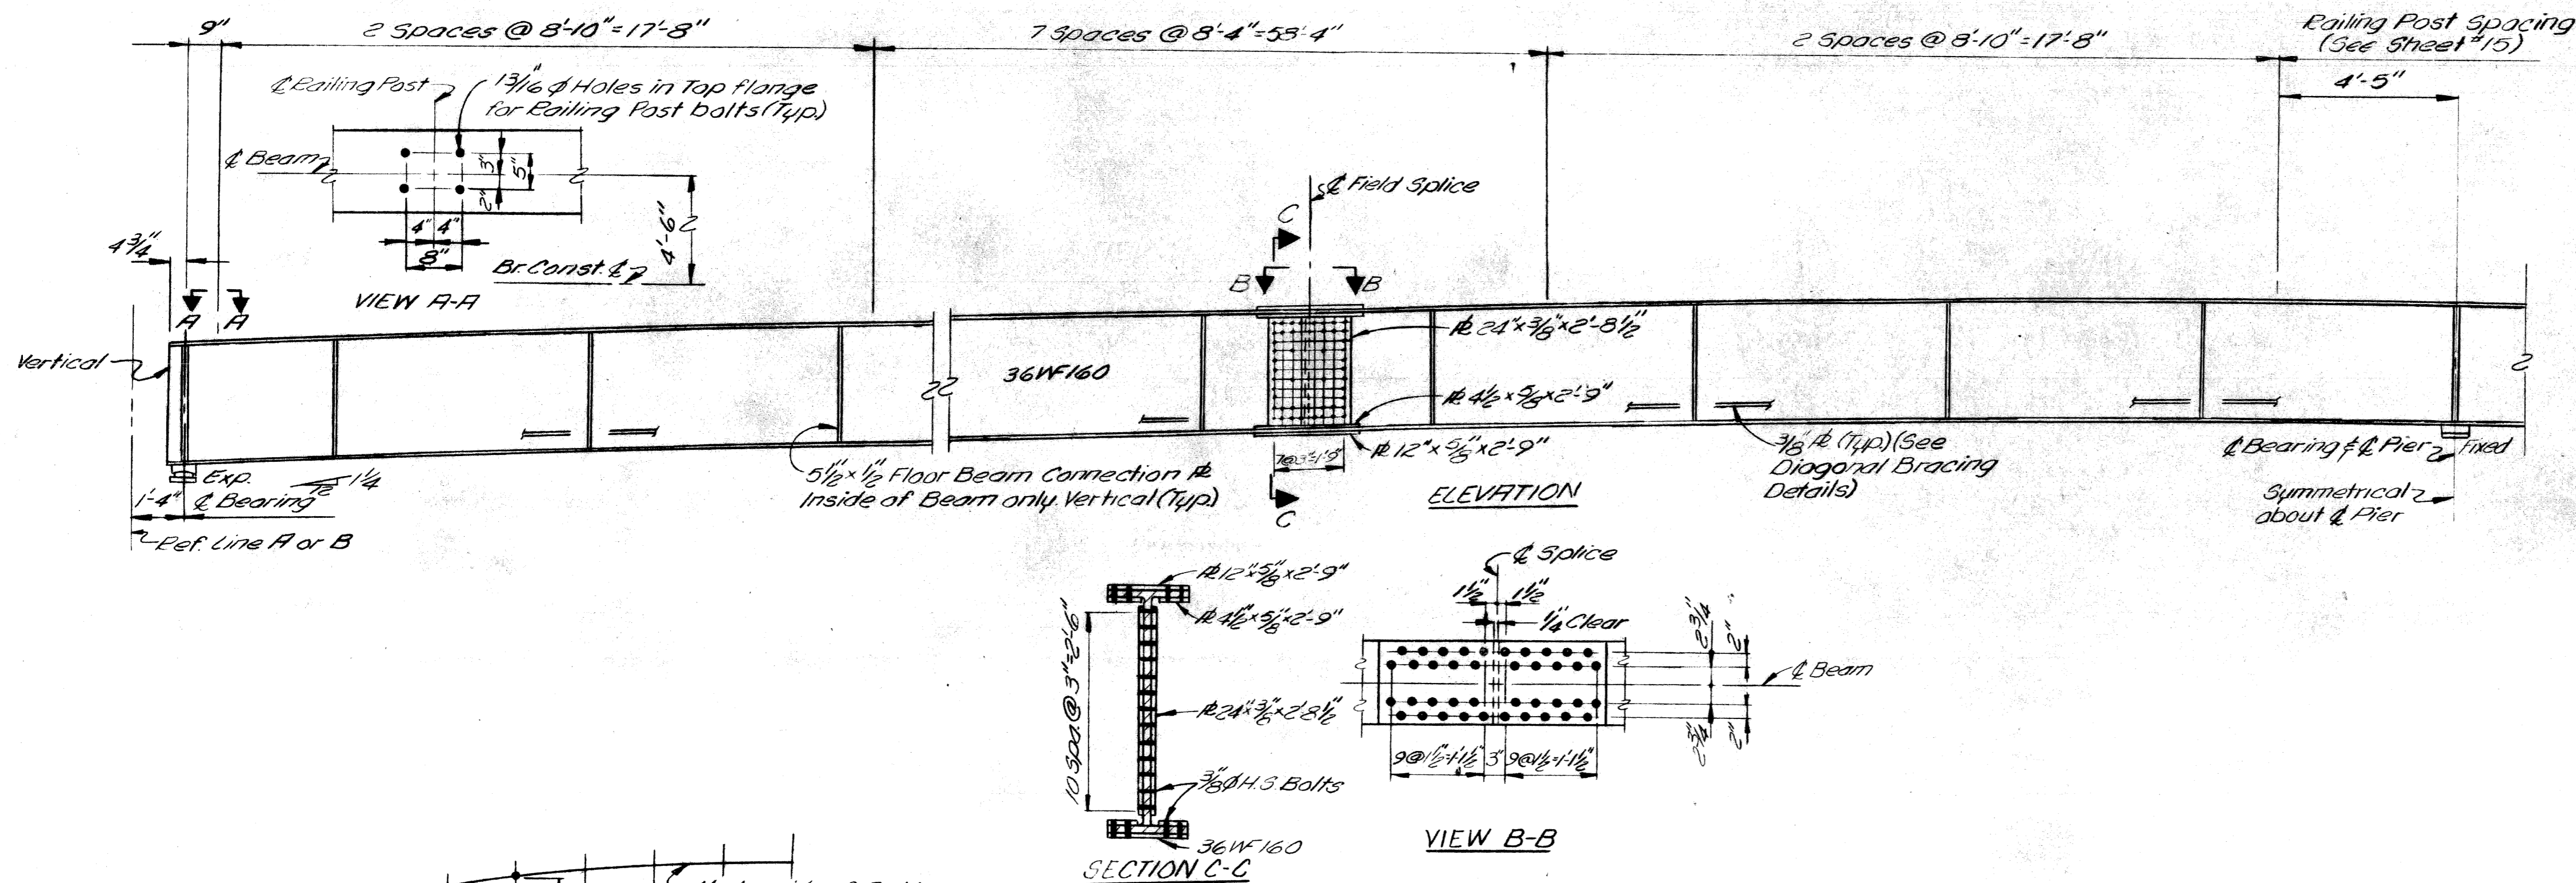 9"
2 Spaces @ 8'-10" = 17'-8"
7 Spaces @ 8'-4" = 58'-4"
2 Spaces @ 8'-10" = 17'-8"
Railing Post Spacing
(See Sheet #15)
4'-5"
℄ Railing Post
1 3/16 φ Holes in Top flange
for Railing Post bolts (Typ.)
℄ Beam
3"
5"
2"
4" 4"
8"
4'-6"
Br. Const. ℄
VIEW A-A
4 3/4"
A A
Vertical
℄ Field Splice
C
B B
℞ 24" x 3/8" x 2'-8 1/2"
36WF160
℞ 4 1/2 x 5/8 x 2'-9"
℞ 12" x 5/8" x 2'-9"
7@3"=1'-9"
5 1/2" x 1/2" Floor Beam Connection ℞
Inside of Beam only. Vertical (Typ.)
C
ELEVATION
3/8" ℞ (Typ.) (See
Diagonal Bracing
Details)
℄ Bearing & ℄ Pier
Fixed
Symmetrical
about ℄ Pier
Exp.
12
1 1/4
1'-4"
℄ Bearing
Ref. Line A or B
℞ 12" x 5/8" x 2'-9"
℞ 4 1/2" x 5/8" x 2'-9"
10 Spa. @ 3" = 2'-6"
℞ 24" x 3/8" x 2'-8 1/2"
3/8" φ H.S. Bolts
36WF160
SECTION C-C
℄ Splice
1 1/2" 1 1/2"
1/4" Clear
2 3/4"
2"
℄ Beam
2 3/4"
2"
9@1 1/2"=1'-1 1/2" 3" 9@1 1/2=1'-1 1/2"
VIEW B-B